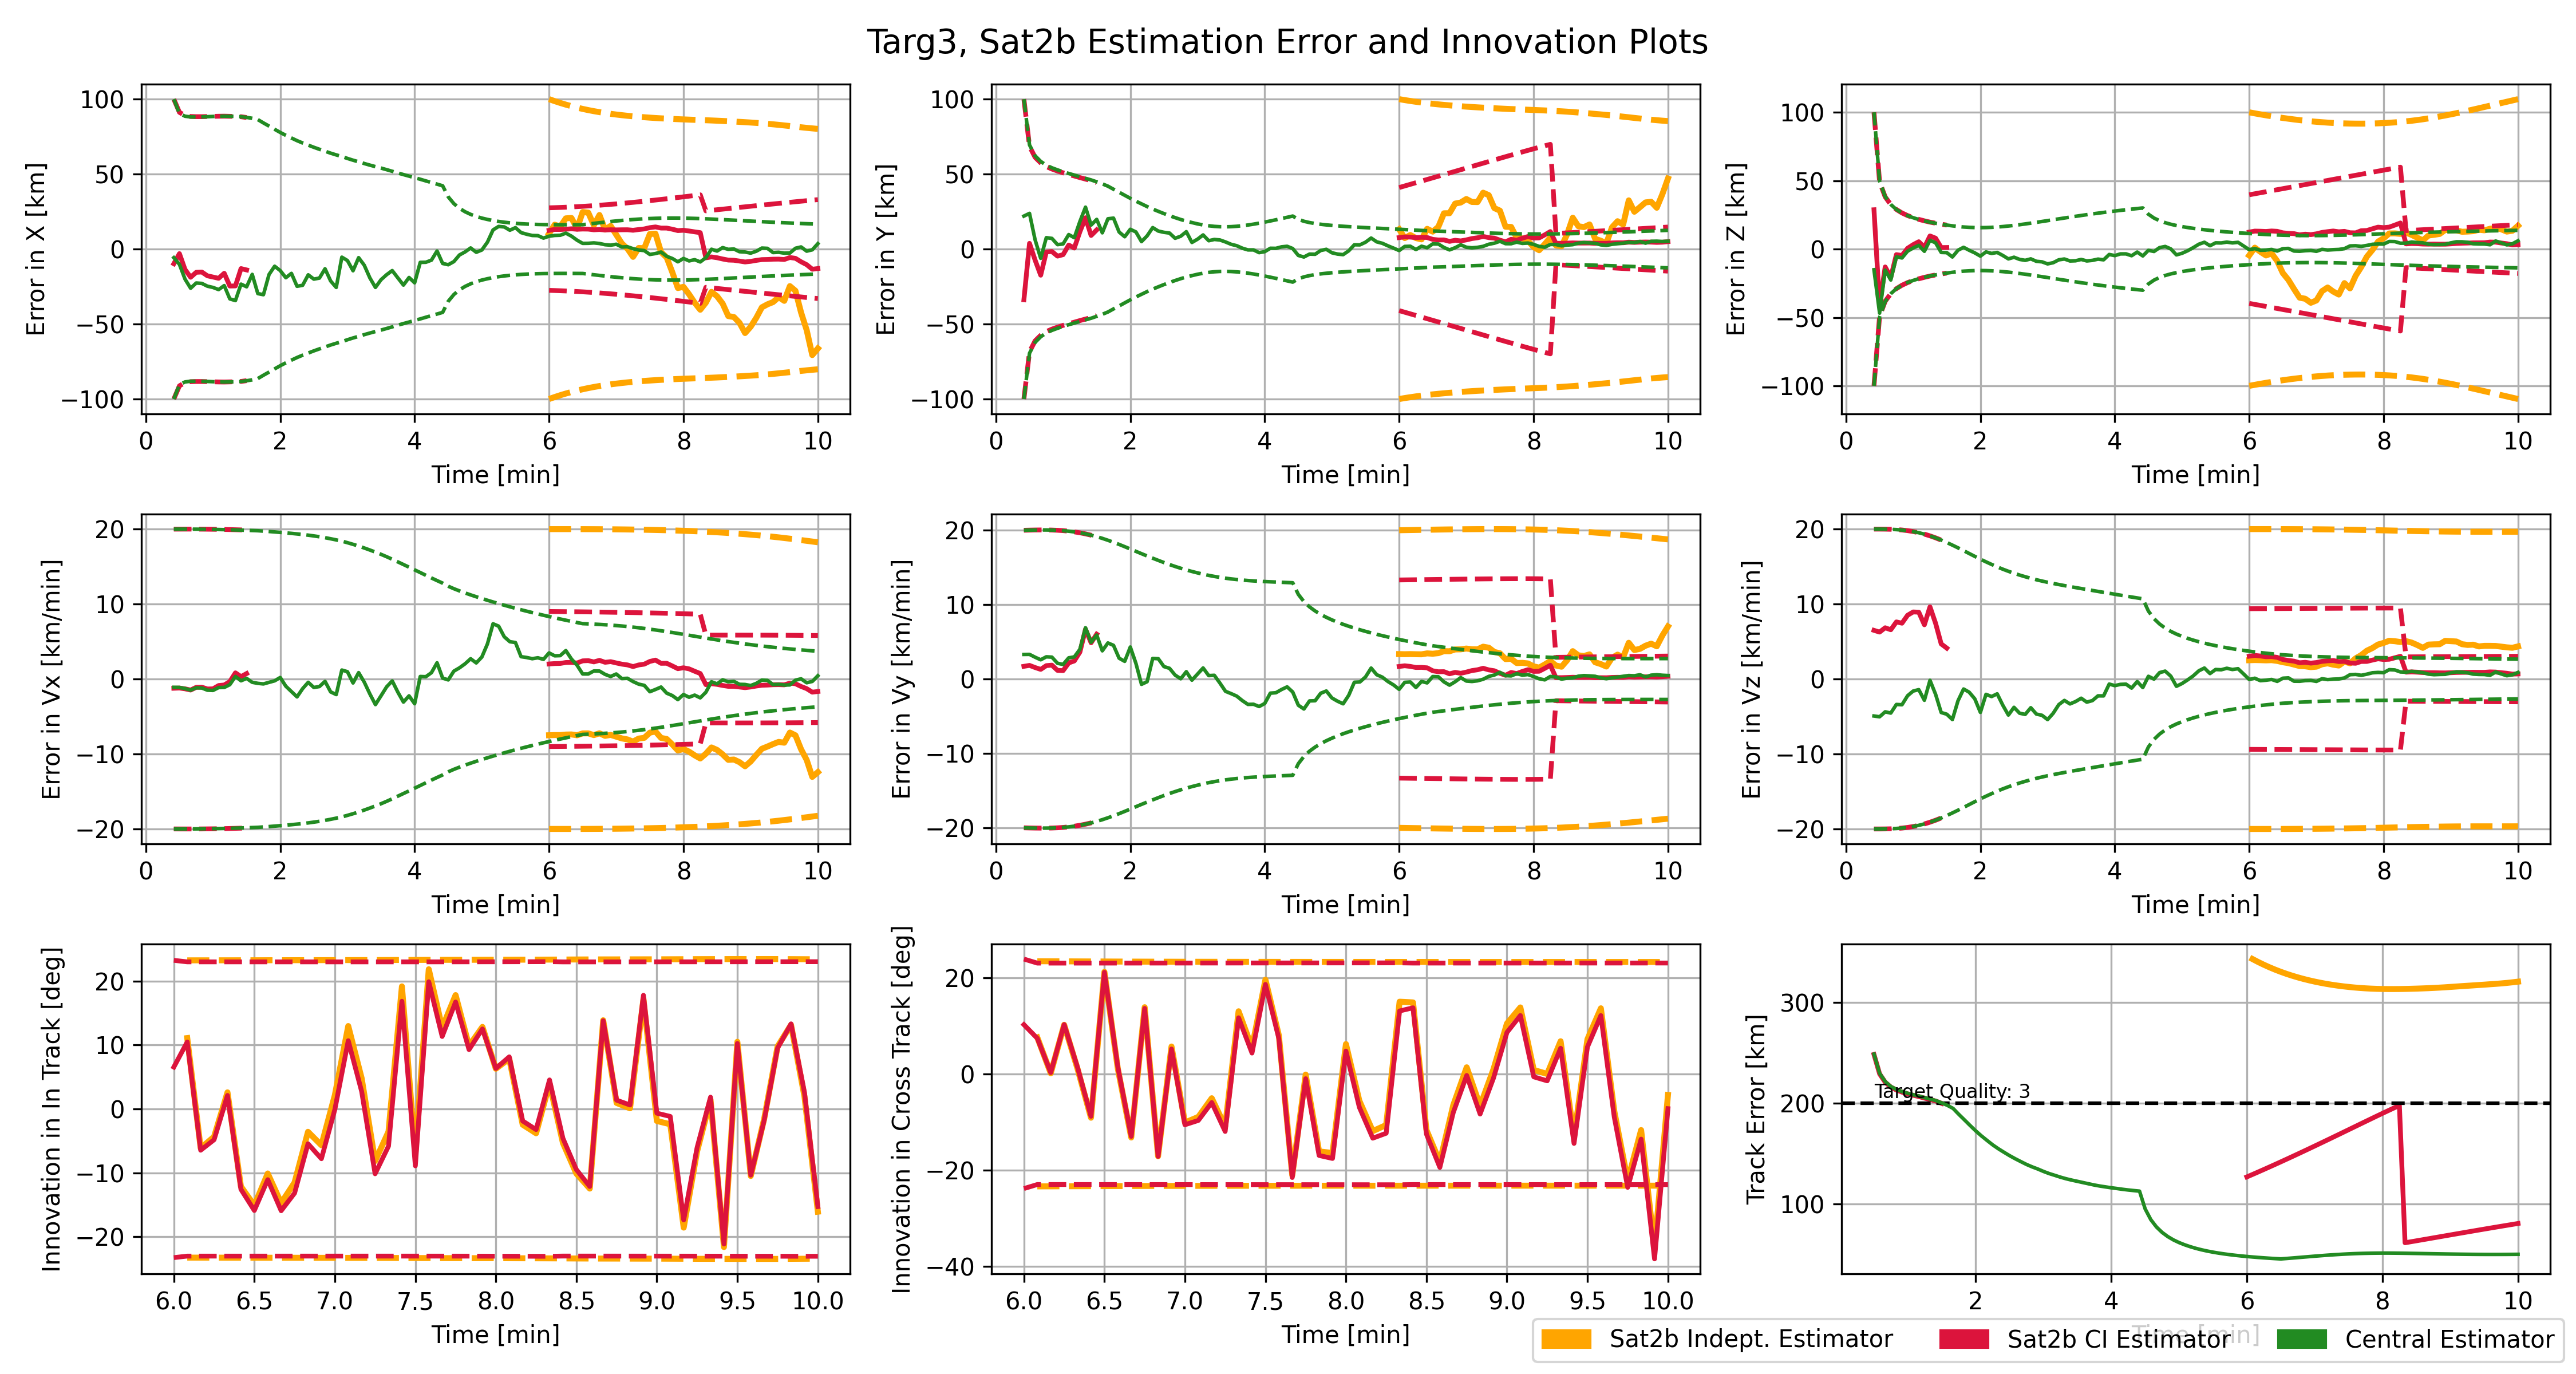 Targ3, Sat2b Estimation Error and Innovation Plots
Error in X [km]
100
50
0
−50
−100
0 2 4 6 8 10
Time [min]
Error in Y [km]
100
50
0
−50
−100
0 2 4 6 8 10
Time [min]
Error in Z [km]
100
50
0
−50
−100
0 2 4 6 8 10
Time [min]
Error in Vx [km/min]
20
10
0
−10
−20
0 2 4 6 8 10
Time [min]
Error in Vy [km/min]
20
10
0
−10
−20
0 2 4 6 8 10
Time [min]
Error in Vz [km/min]
20
10
0
−10
−20
0 2 4 6 8 10
Time [min]
Innovation in In Track [deg]
20
10
0
−10
−20
6.0 6.5 7.0 7.5 8.0 8.5 9.0 9.5 10.0
Time [min]
Innovation in Cross Track [deg]
20
0
−20
−40
6.0 6.5 7.0 7.5 8.0 8.5 9.0 9.5 10.0
Time [min]
Track Error [km]
300
200
100
Target Quality: 3
2 4 6 8 10
Time [min]
Sat2b Indept. Estimator
Sat2b CI Estimator
Central Estimator